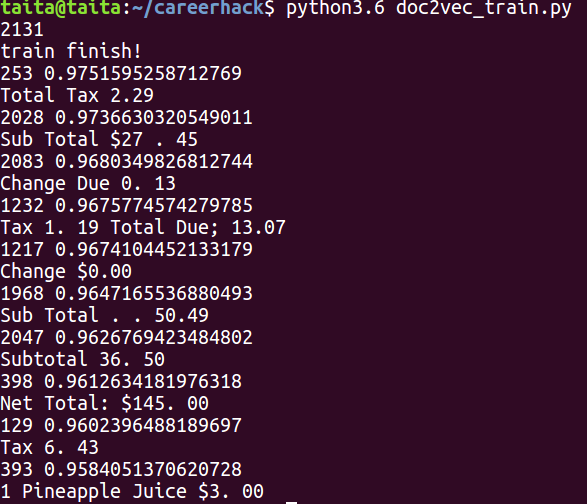 taita@taita:~/careerhack$ python3.6 doc2vec_train.py
2131
train finish!
253 0.9751595258712769
Total Tax 2.29
2028 0.9736630320549011
Sub Total $27 . 45
2083 0.9680349826812744
Change Due 0. 13
1232 0.9675774574279785
Tax 1. 19 Total Due; 13.07
1217 0.9674104452133179
Change $0.00
1968 0.9647165536880493
Sub Total . . 50.49
2047 0.9626769423484802
Subtotal 36. 50
398 0.9612634181976318
Net Total: $145. 00
129 0.9602396488189697
Tax 6. 43
393 0.9584051370620728
1 Pineapple Juice $3. 00